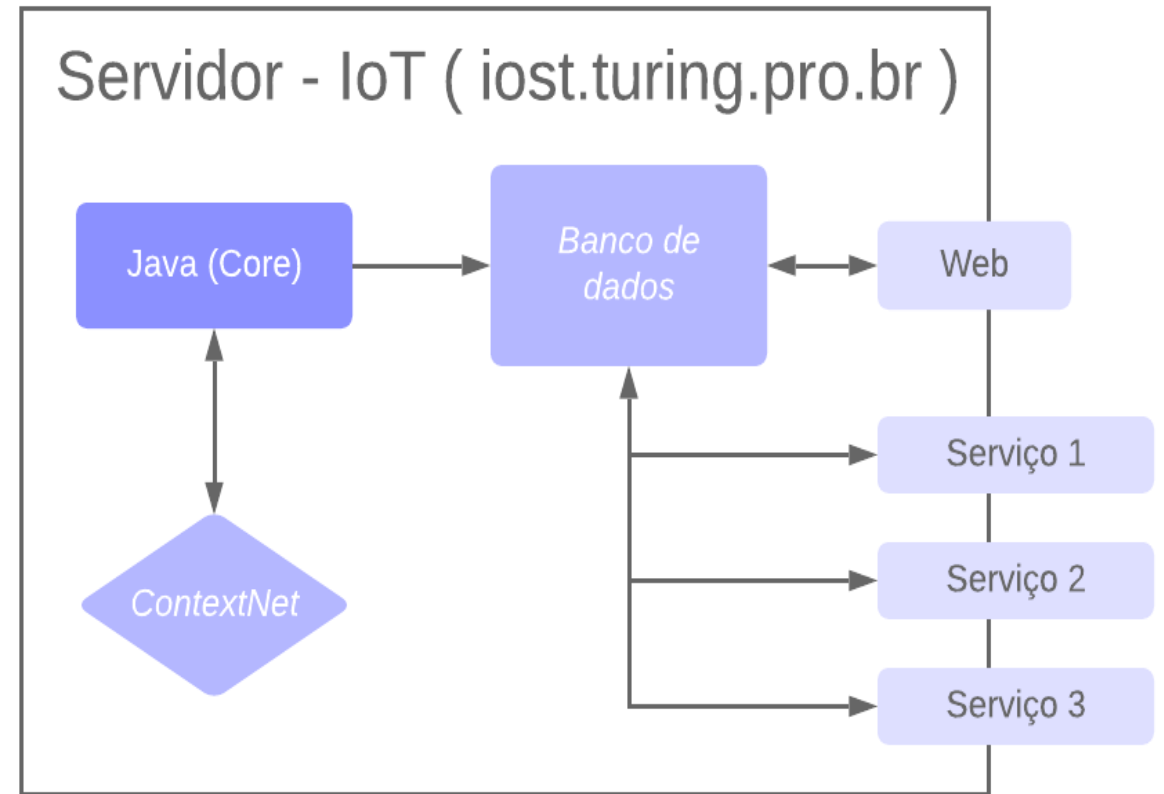 Servidor - IoT ( iost.turing.pro.br )
Java (Core)
Banco de
dados
Web
Serviço 1
ContextNet
Serviço 2
Serviço 3